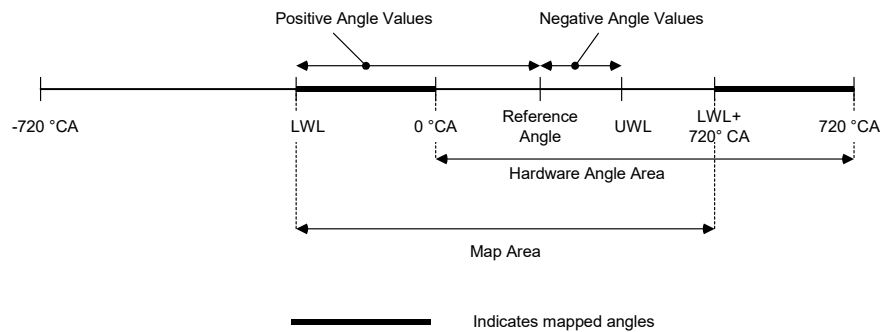 Positive Angle Values
Negative Angle Values
-720 °CA
LWL
0 °CA
Reference
Angle
UWL
LWL+
720° CA
720 °CA
Hardware Angle Area
Map Area
Indicates mapped angles